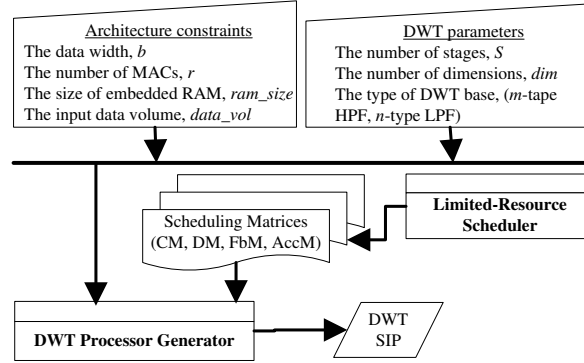 Architecture constraints
The data width, b
The number of MACs, r
The size of embedded RAM, ram_size
The input data volume, data_vol
DWT parameters
The number of stages, S
The number of dimensions, dim
The type of DWT base, (m-tape
HPF, n-type LPF)
Scheduling Matrices
(CM, DM, FbM, AccM)
Limited-Resource
Scheduler
DWT Processor Generator
DWT
SIP